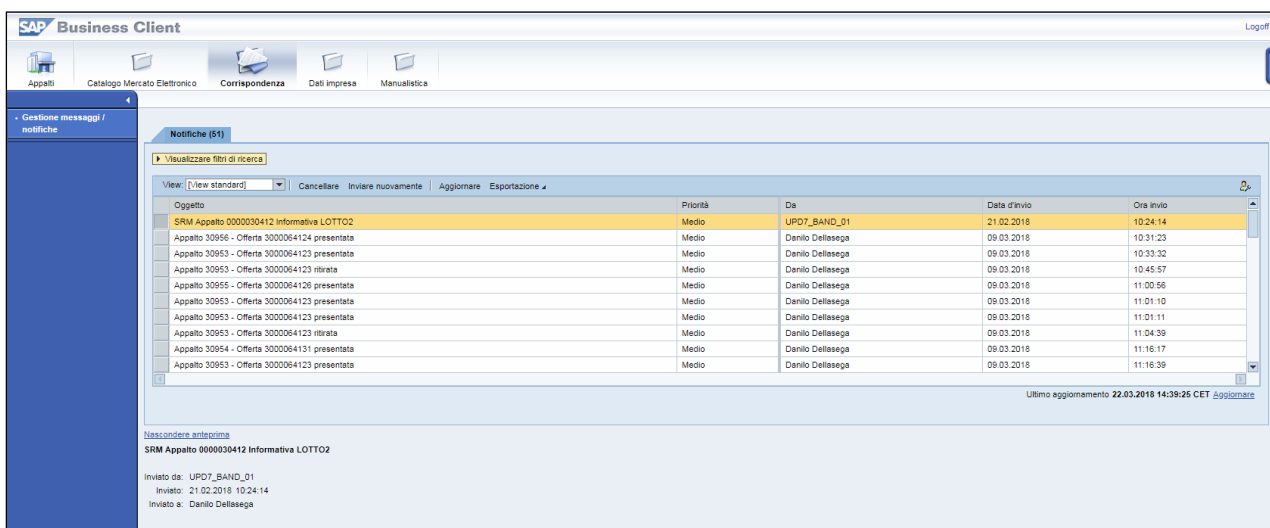 SAP Business Client
Logoff
Appalti
Catalogo Mercato Elettronico
Corrispondenza
Dati impresa
Manualistica
Gestione messaggi /
notifiche
Notifiche (51)
Visualizzare filtri di ricerca
View: [View standard] Cancellare Inviare nuovamente Aggiornare Esportazione
Oggetto Priorità Da Data d'invio Ora invio
SRM Appalto 0000030412 Informativa LOTTO2 Medio UPD7_BAND_01 21.02.2018 10:24:14
Appalto 30956 - Offerta 3000064124 presentata Medio Danilo Dellasega 09.03.2018 10:31:23
Appalto 30953 - Offerta 3000064123 presentata Medio Danilo Dellasega 09.03.2018 10:33:32
Appalto 30953 - Offerta 3000064123 ritirata Medio Danilo Dellasega 09.03.2018 10:45:57
Appalto 30955 - Offerta 3000064126 presentata Medio Danilo Dellasega 09.03.2018 11:00:56
Appalto 30953 - Offerta 3000064123 presentata Medio Danilo Dellasega 09.03.2018 11:01:10
Appalto 30953 - Offerta 3000064123 presentata Medio Danilo Dellasega 09.03.2018 11:01:11
Appalto 30953 - Offerta 3000064123 ritirata Medio Danilo Dellasega 09.03.2018 11:04:39
Appalto 30954 - Offerta 3000064131 presentata Medio Danilo Dellasega 09.03.2018 11:16:17
Appalto 30953 - Offerta 3000064123 presentata Medio Danilo Dellasega 09.03.2018 11:16:39
Ultimo aggiornamento 22.03.2018 14:39:25 CET Aggiornare
Nascondere anteprima
SRM Appalto 0000030412 Informativa LOTTO2
Inviato da: UPD7_BAND_01
Inviato: 21.02.2018 10:24:14
Inviato a: Danilo Dellasega